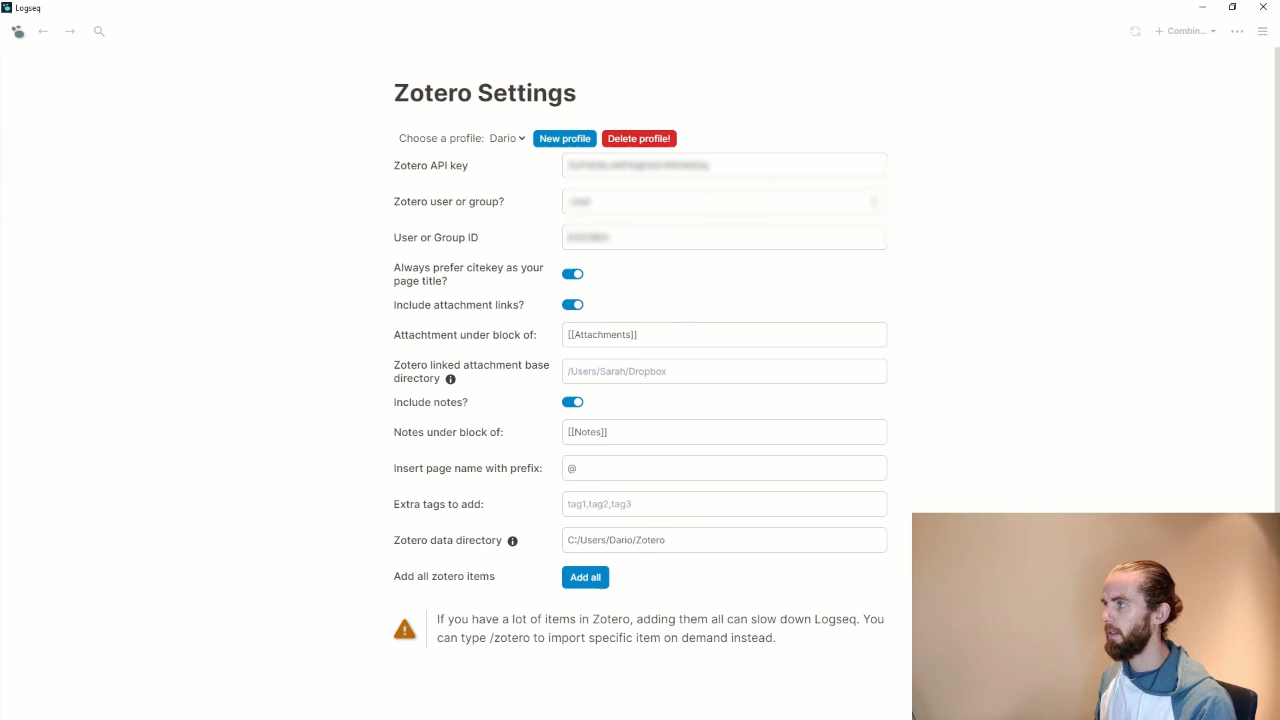 Logseq
Combin...
Zotero Settings
Choose a profile: Dario New profile Delete profile!
Zotero API key
Zotero user or group?
User or Group ID
Always prefer citekey as your
page title?
Include attachment links?
Attachtment under block of: [[Attachments]]
Zotero linked attachment base
directory /Users/Sarah/Dropbox
Include notes?
Notes under block of: [[Notes]]
Insert page name with prefix: @
Extra tags to add: tag1,tag2,tag3
Zotero data directory C:/Users/Dario/Zotero
Add all zotero items Add all
If you have a lot of items in Zotero, adding them all can slow down Logseq. You
can type /zotero to import specific item on demand instead.